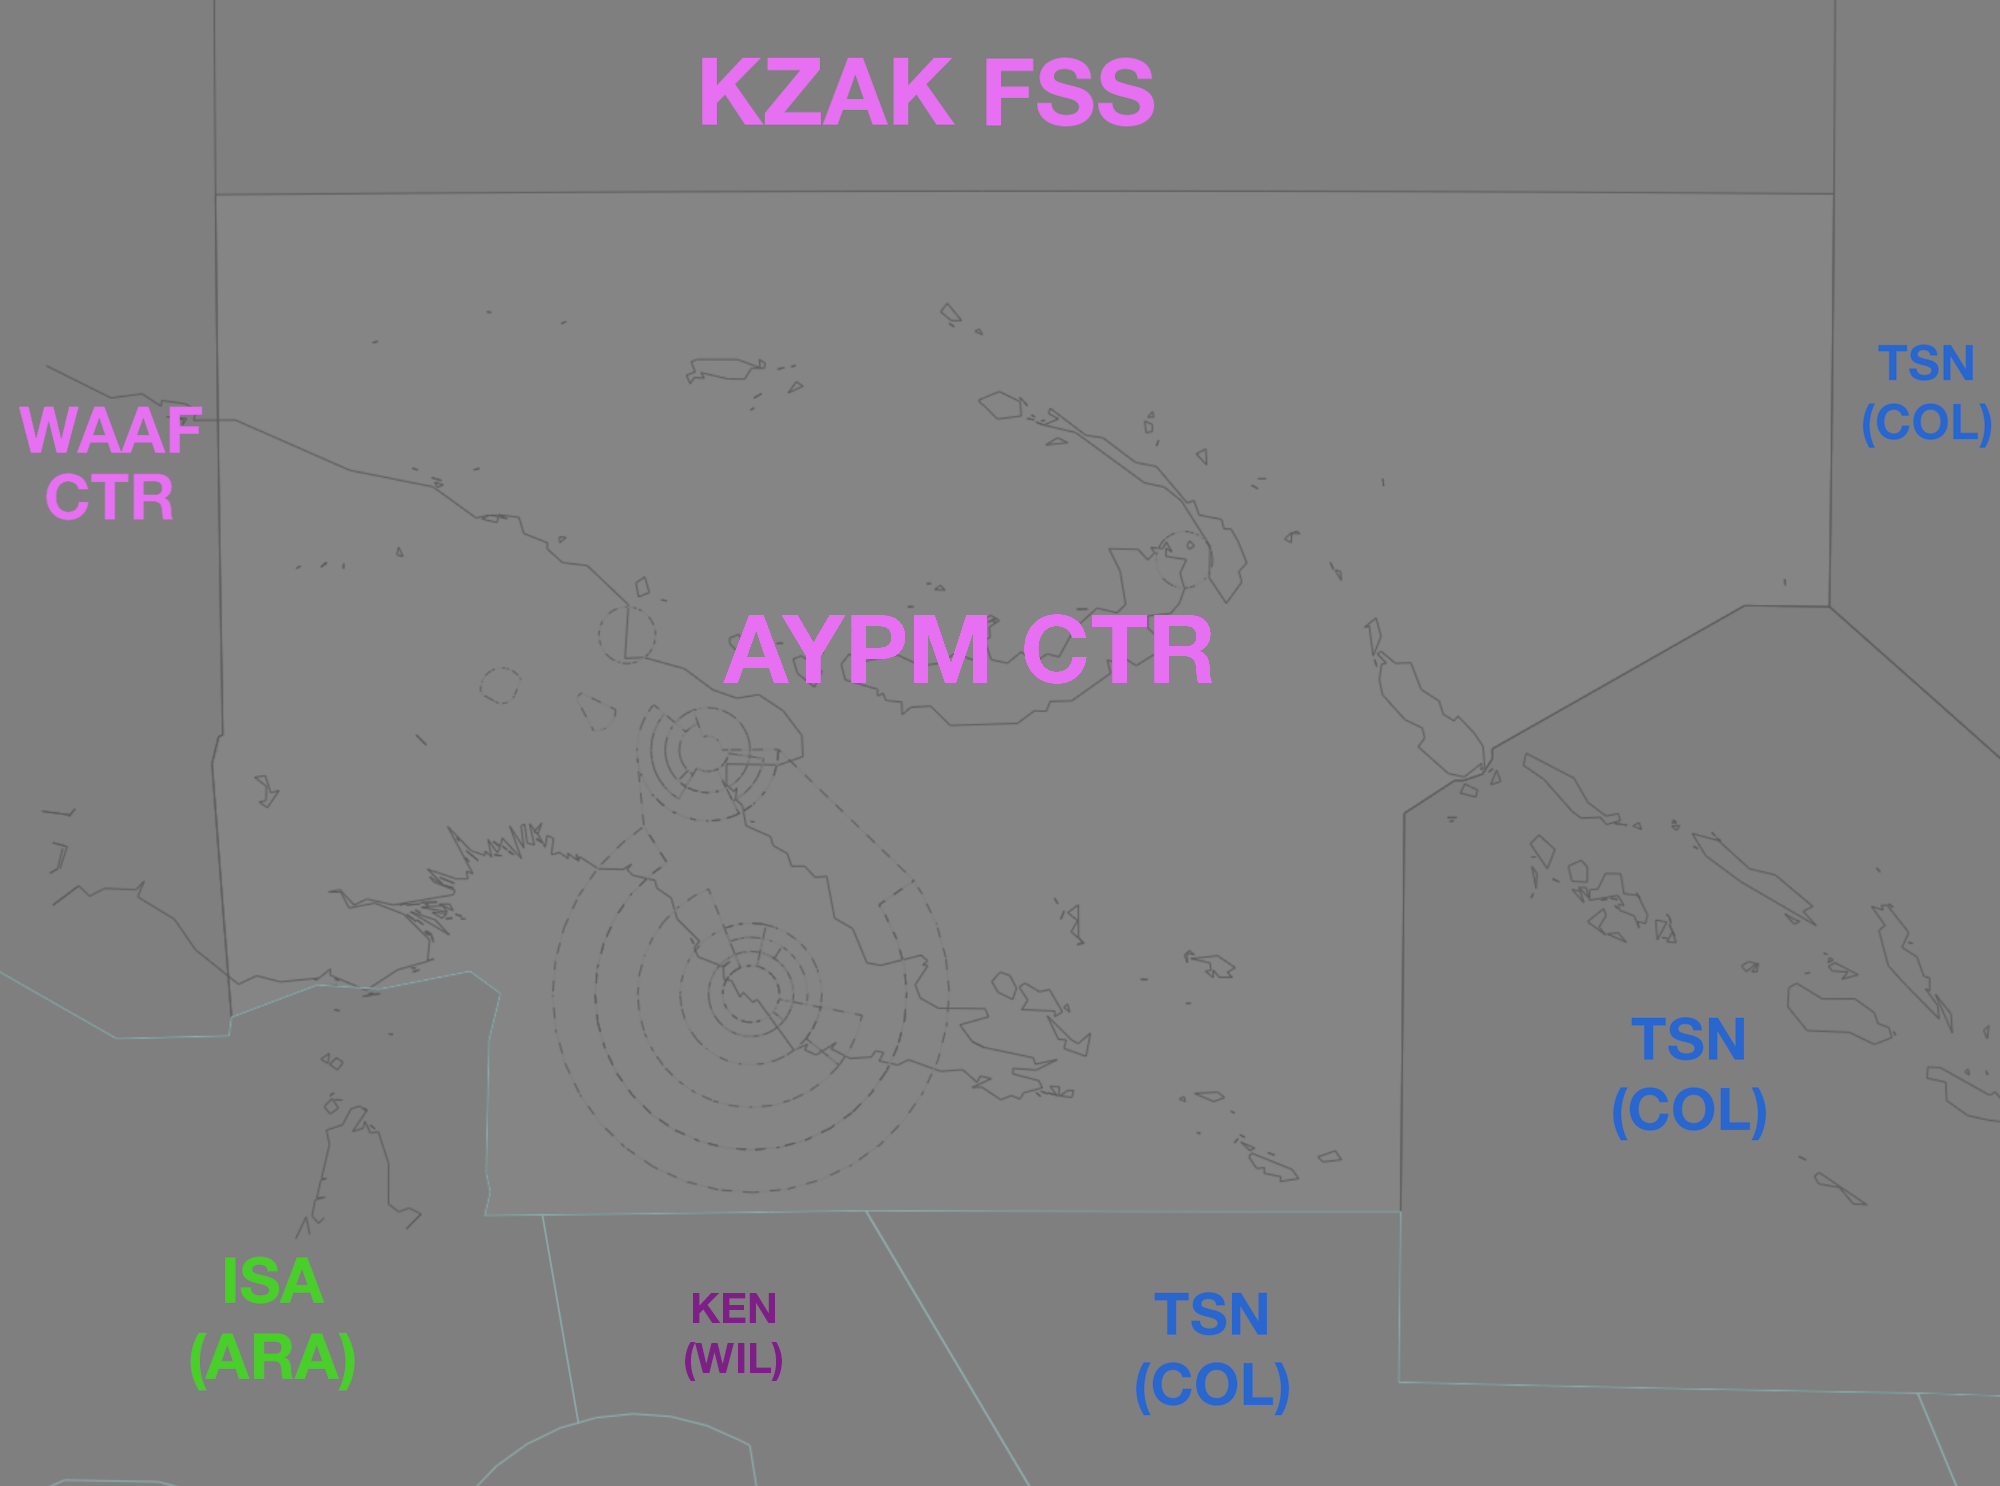 KZAK FSS
TSN
(COL)
WAAF
CTR
AYPM CTR
TSN
(COL)
ISA
(ARA)
KEN
(WIL)
TSN
(COL)